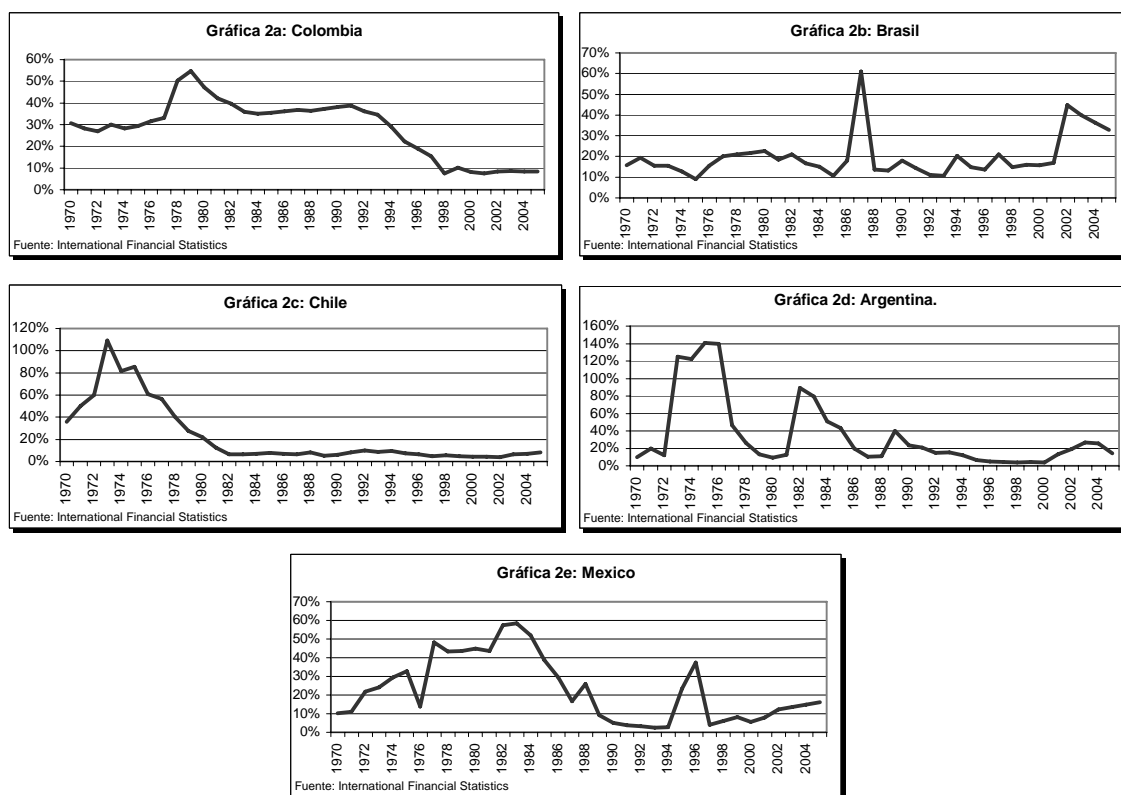 Gráfica 2a: Colombia
60%
50%
40%
30%
20%
10%
0%
1970 1972 1974 1976 1978 1980 1982 1984 1986 1988 1990 1992 1994 1996 1998 2000 2002 2004
Fuente: International Financial Statistics
Gráfica 2b: Brasil
70%
60%
50%
40%
30%
20%
10%
0%
1970 1972 1974 1976 1978 1980 1982 1984 1986 1988 1990 1992 1994 1996 1998 2000 2002 2004
Fuente: International Financial Statistics
Gráfica 2c: Chile
120%
100%
80%
60%
40%
20%
0%
1970 1972 1974 1976 1978 1980 1982 1984 1986 1988 1990 1992 1994 1996 1998 2000 2002 2004
Fuente: International Financial Statistics
Gráfica 2d: Argentina.
160%
140%
120%
100%
80%
60%
40%
20%
0%
1970 1972 1974 1976 1978 1980 1982 1984 1986 1988 1990 1992 1994 1996 1998 2000 2002 2004
Fuente: International Financial Statistics
Gráfica 2e: Mexico
70%
60%
50%
40%
30%
20%
10%
0%
1970 1972 1974 1976 1978 1980 1982 1984 1986 1988 1990 1992 1994 1996 1998 2000 2002 2004
Fuente: International Financial Statistics